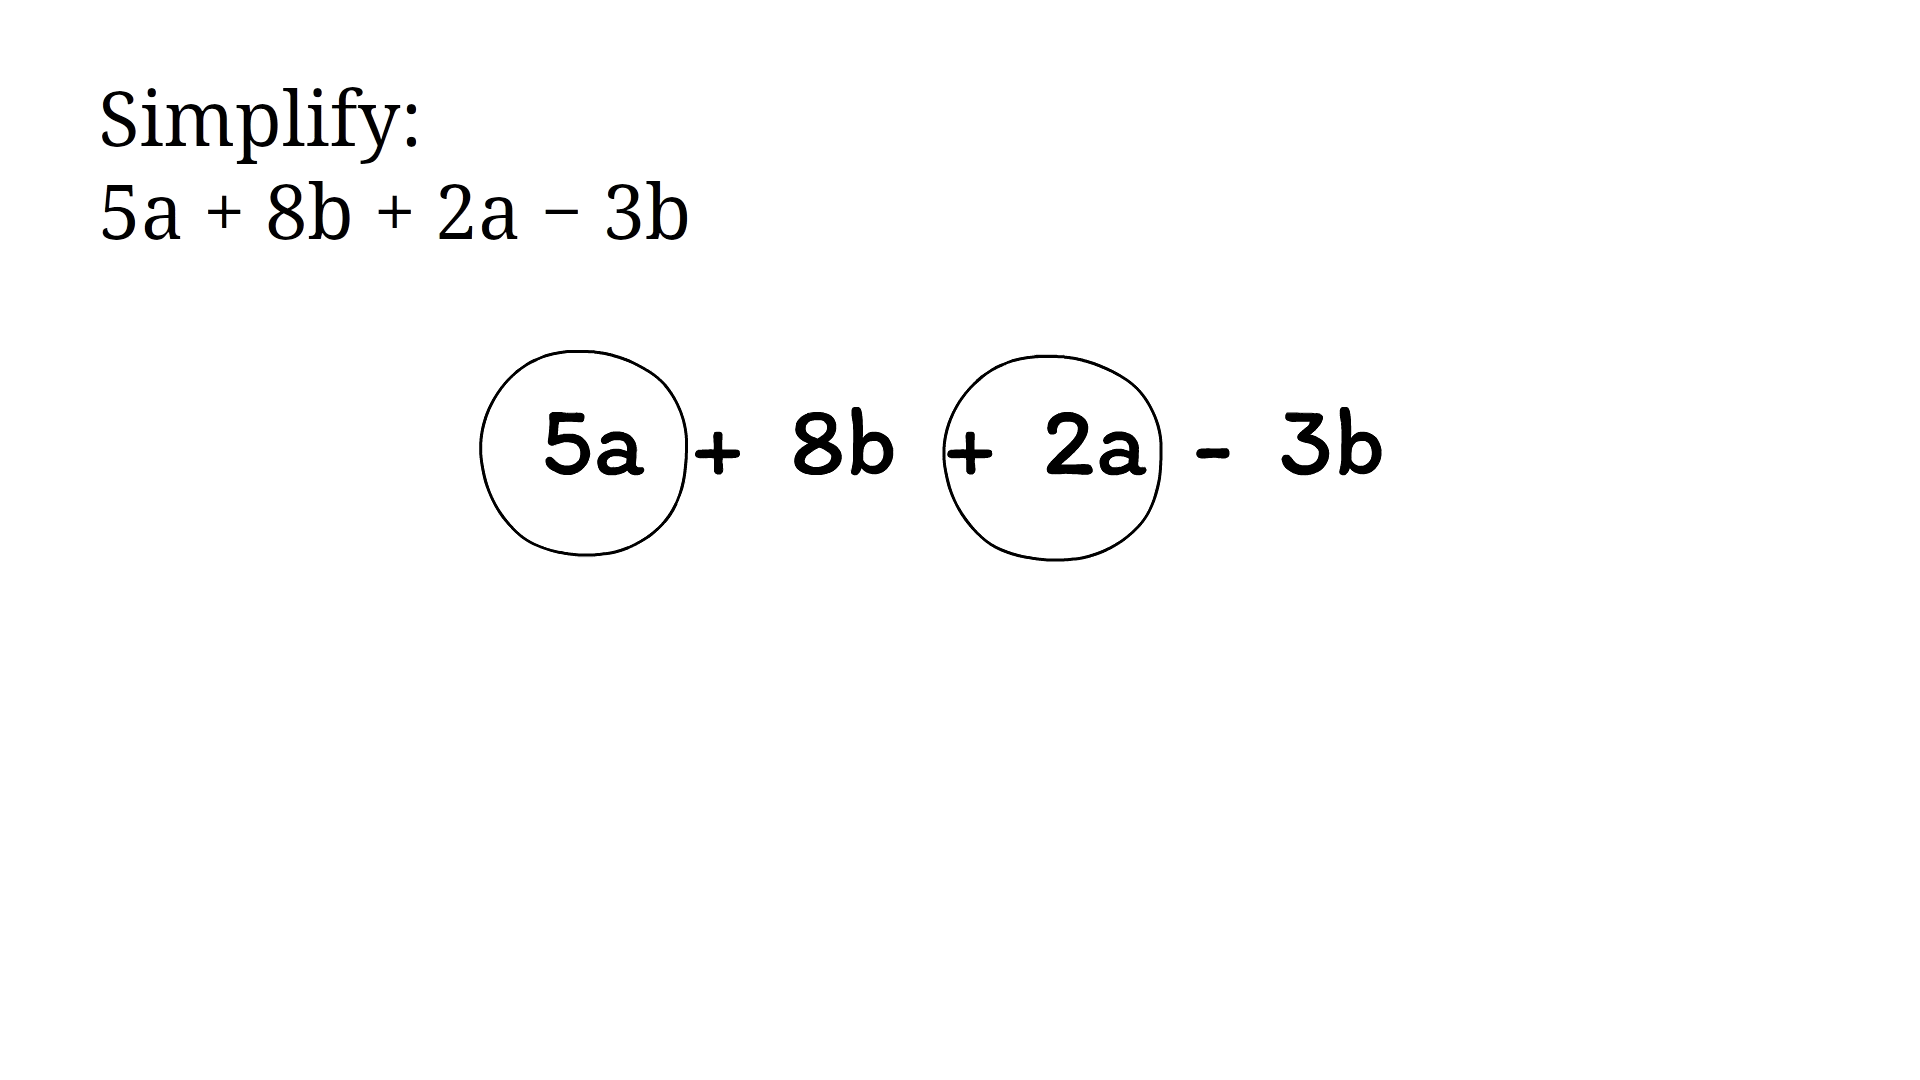 Simplify:
5a + 8b + 2a − 3b
5a + 8b + 2a - 3b